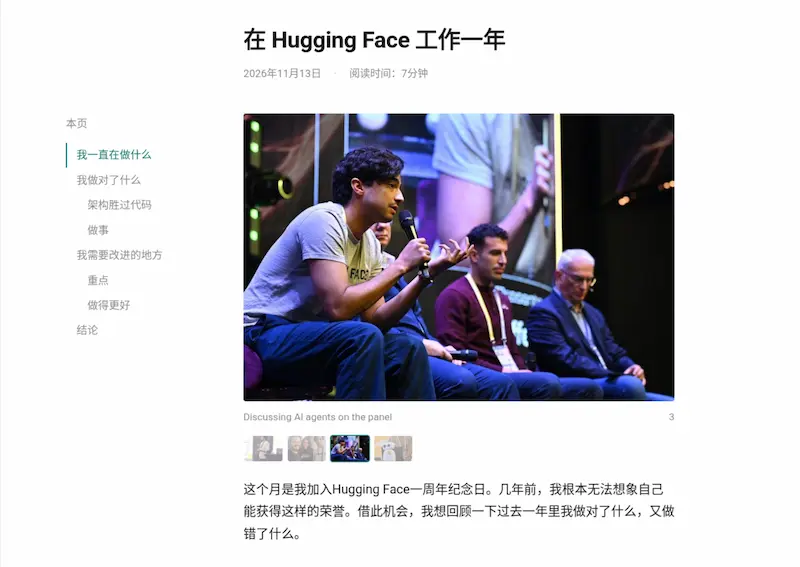 在 Hugging Face 工作一年
2026年11月13日 · 阅读时间：7分钟
本页
我一直在做什么
我做对了什么
架构胜过代码
做事
我需要改进的地方
重点
做得更好
结论
FACE
Discussing AI agents on the panel
3
这个月是我加入Hugging Face一周年纪念日。几年前，我根本无法想象自己
能获得这样的荣誉。借此机会，我想回顾一下过去一年里我做对了什么，又做
错了什么。